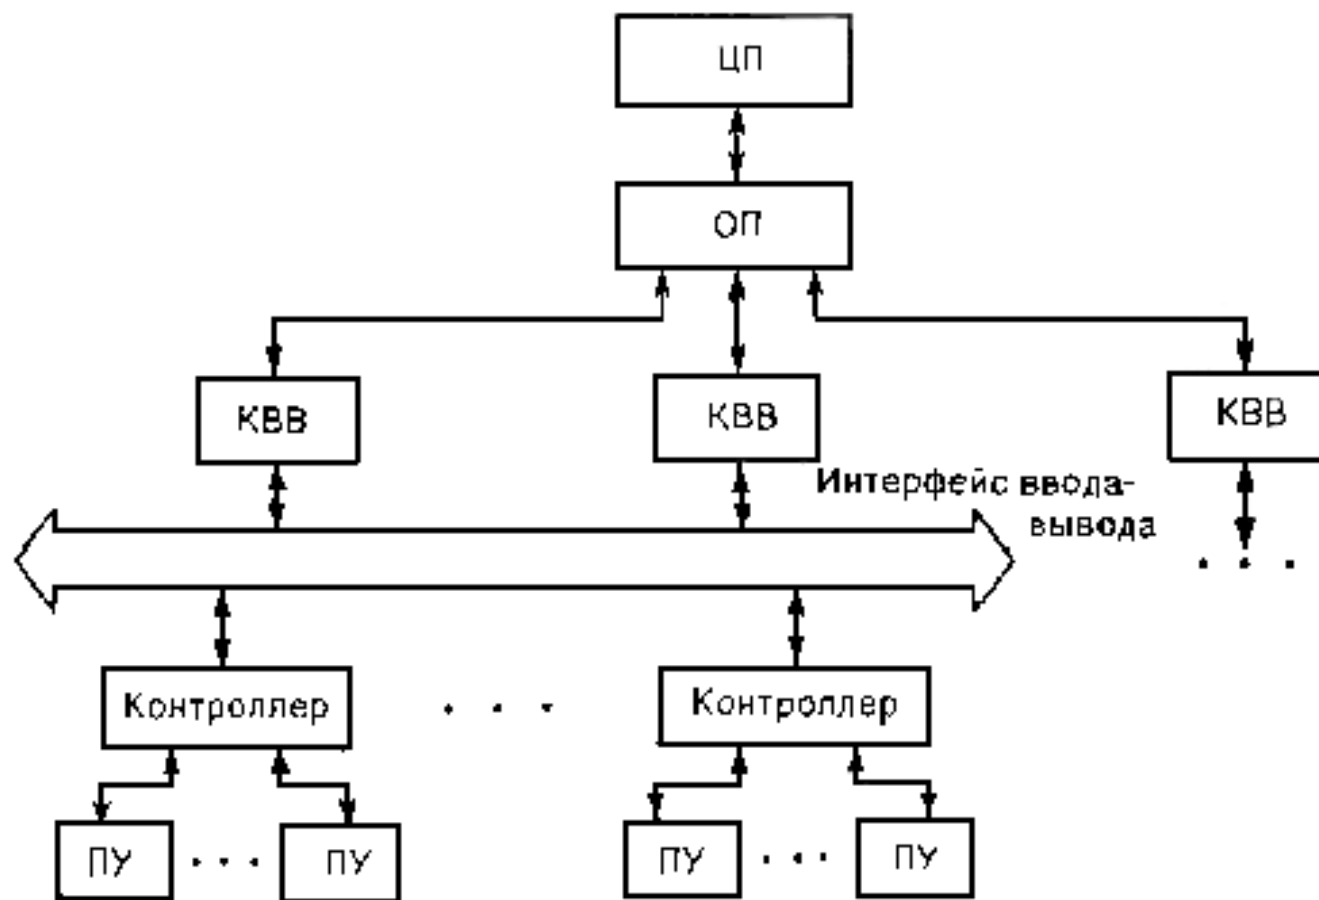 ЦП
ОП
КВВ
КВВ
КВВ
Интерфейс ввода-
вывода
Контроллер
Контроллер
ПУ
ПУ
ПУ
ПУ